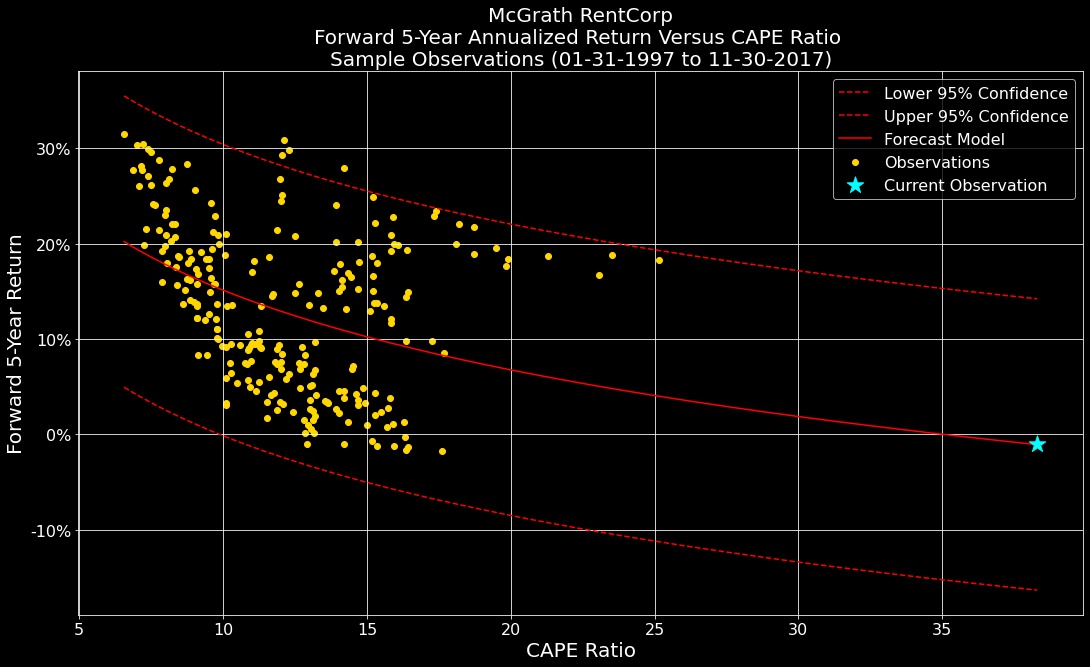 McGrath RentCorp
Forward 5-Year Annualized Return Versus CAPE Ratio
Sample Observations (01-31-1997 to 11-30-2017)
Lower 95% Confidence
Upper 95% Confidence
Forecast Model
Observations
Current Observation
Forward 5-Year Return
30%
20%
10%
0%
-10%
5 10 15 20 25 30 35
CAPE Ratio